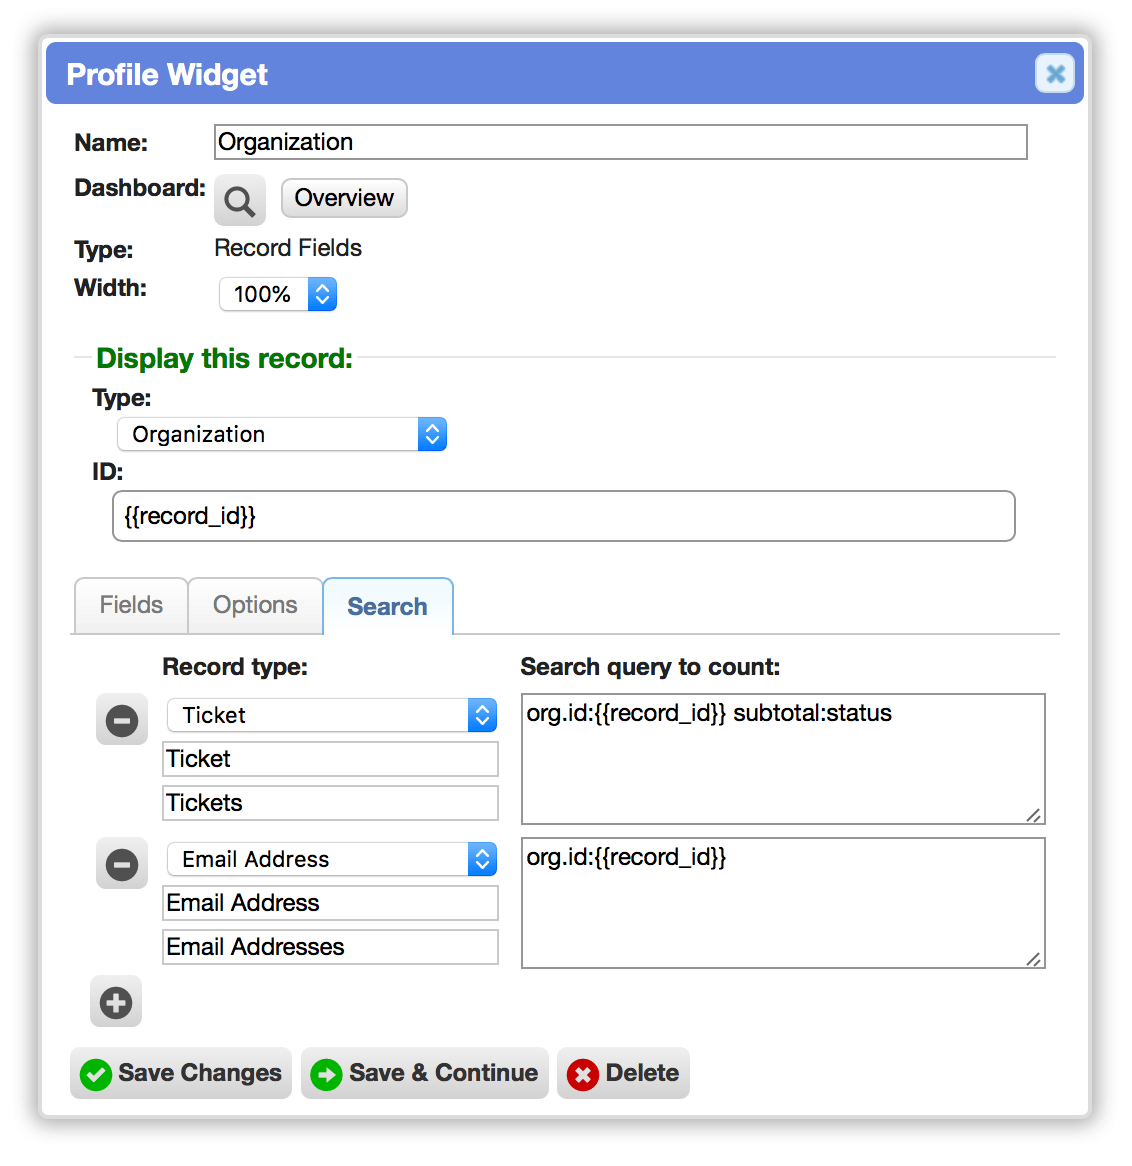 Profile Widget
Name:
Organization
Dashboard:
Overview
Type:
Record Fields
Width:
100%
Display this record:
Type:
Organization
ID:
{{record_id}}
Fields
Options
Search
Record type:
Search query to count:
Ticket
org.id:{{record_id}} subtotal:status
Ticket
Tickets
Email Address
org.id:{{record_id}}
Email Address
Email Addresses
Save Changes
Save & Continue
Delete